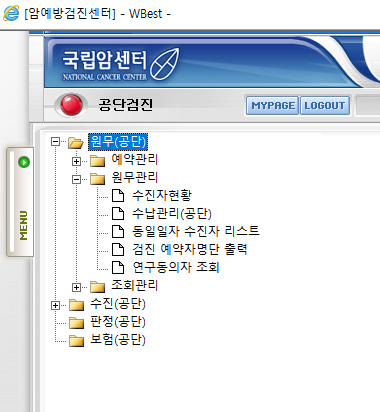 [암예방검진센터] - WBest -
국립암센터
NATIONAL CANCER CENTER
공단검진
MYPAGE LOGOUT
MENU
원무(공단)
예약관리
원무관리
수진자현황
수납관리(공단)
동일일자 수진자 리스트
검진 예약자명단 출력
연구동의자 조회
조회관리
수진(공단)
판정(공단)
보험(공단)